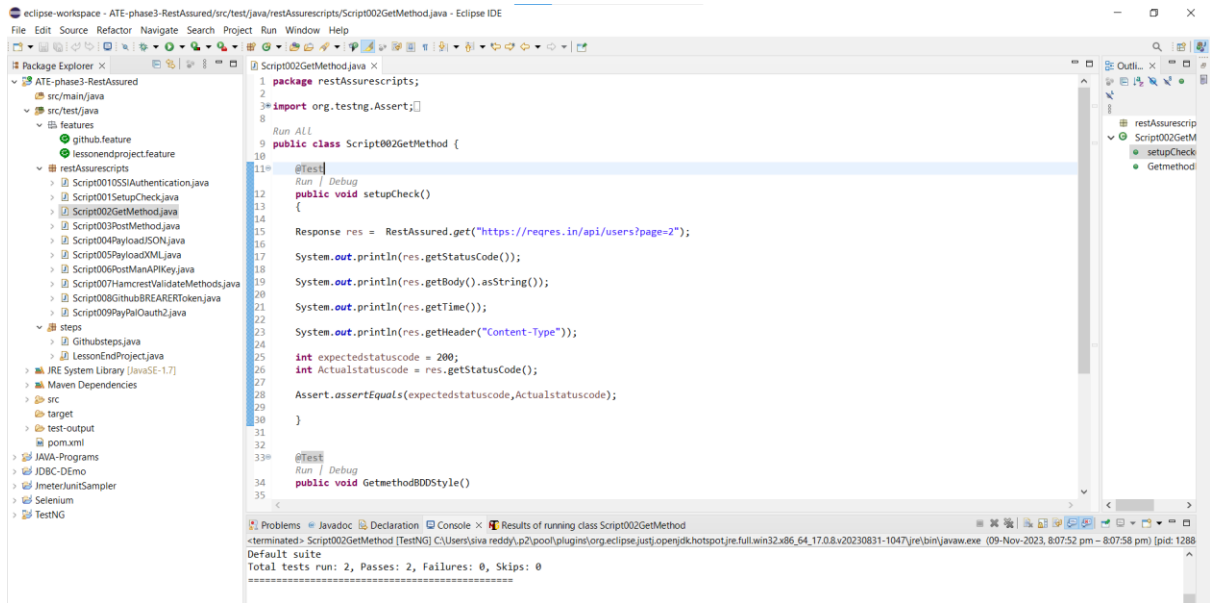 eclipse-workspace - ATE-phase3-RestAssured/src/test/java/restAssurescripts/Script002GetMethod.java - Eclipse IDE
File Edit Source Refactor Navigate Search Project Run Window Help
Package Explorer
ATE-phase3-RestAssured
src/main/java
src/test/java
features
github.feature
lessonendproject.feature
restAssurescripts
Script0010SSIAuthentication.java
Script001SetupCheck.java
Script002GetMethod.java
Script003PostMethod.java
Script004PayloadJSON.java
Script005PayloadXML.java
Script006PostManAPIKey.java
Script007HamcrestValidateMethods.java
Script008GithubBREARERToken.java
Script009PayPalOauth2.java
steps
Githubsteps.java
LessonEndProject.java
JRE System Library [JavaSE-1.7]
Maven Dependencies
src
target
test-output
pom.xml
JAVA-Programs
JDBC-DEmo
JmeterJunitSampler
Selenium
TestNG
Script002GetMethod.java
1 package restAssurescripts;
2
3 import org.testng.Assert;
8
Run All
9 public class Script002GetMethod {
10
11 @Test
Run | Debug
12 public void setupCheck()
13 {
14
15 Response res = RestAssured.get("https://reqres.in/api/users?page=2");
16
17 System.out.println(res.getStatusCode());
18
19 System.out.println(res.getBody().asString());
20
21 System.out.println(res.getTime());
22
23 System.out.println(res.getHeader("Content-Type"));
24
25 int expectedstatuscode = 200;
26 int Actualstatuscode = res.getStatusCode();
27
28 Assert.assertEquals(expectedstatuscode,Actualstatuscode);
29
30 }
31
32
33 @Test
Run | Debug
34 public void GetmethodBDDStyle()
35
Outli...
restAssurescrip
Script002GetM
setupCheck
Getmethod
Problems Javadoc Declaration Console Results of running class Script002GetMethod
<terminated> Script002GetMethod [TestNG] C:\Users\siva reddy\.p2\pool\plugins\org.eclipse.justj.openjdk.hotspot.jre.full.win32.x86_64_17.0.8.v20230831-1047\jre\bin\javaw.exe (09-Nov-2023, 8:07:52 pm – 8:07:58 pm) [pid: 1288
Default suite
Total tests run: 2, Passes: 2, Failures: 0, Skips: 0
===============================================